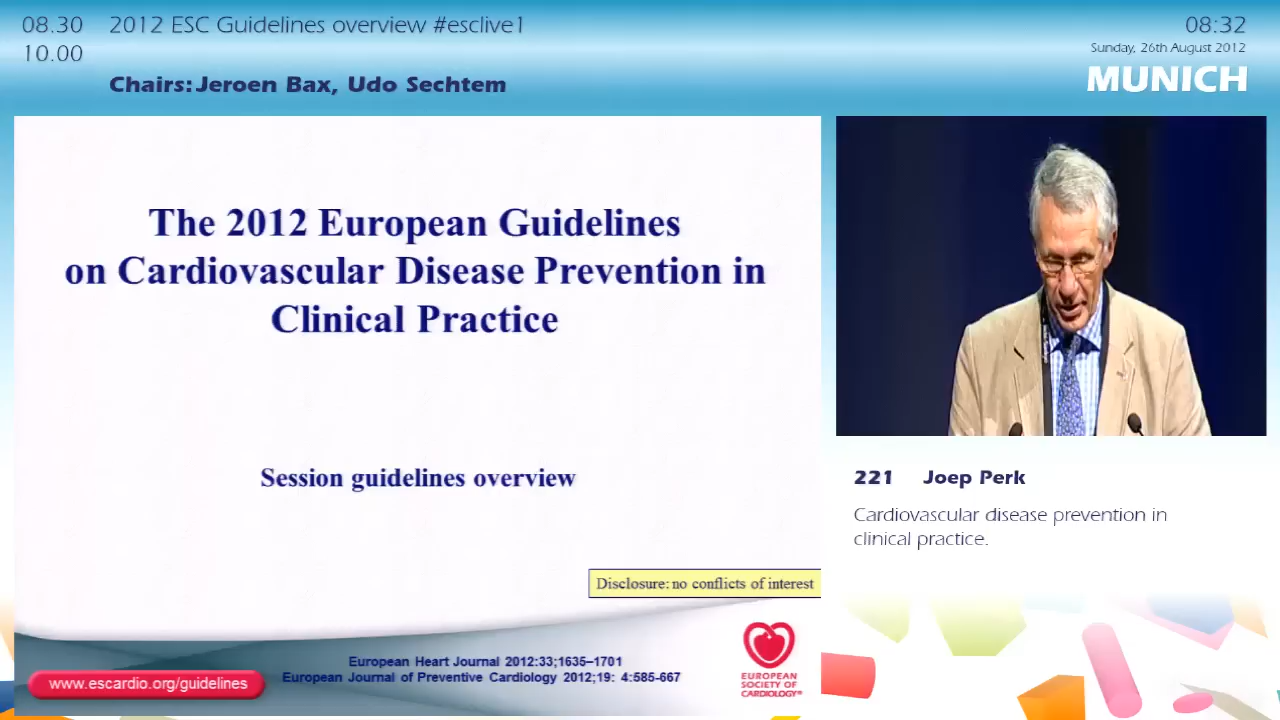 08.30 2012 ESC Guidelines overview #esclive1
10.00
Chairs: Jeroen Bax, Udo Sechtem
08:32
Sunday, 26th August 2012
MUNICH
The 2012 European Guidelines
on Cardiovascular Disease Prevention in
Clinical Practice
Session guidelines overview
Disclosure: no conflicts of interest
www.escardio.org/guidelines
European Heart Journal 2012:33;1635–1701
European Journal of Preventive Cardiology 2012;19: 4:585-667
EUROPEAN
SOCIETY OF
CARDIOLOGY®
221 Joep Perk
Cardiovascular disease prevention in
clinical practice.